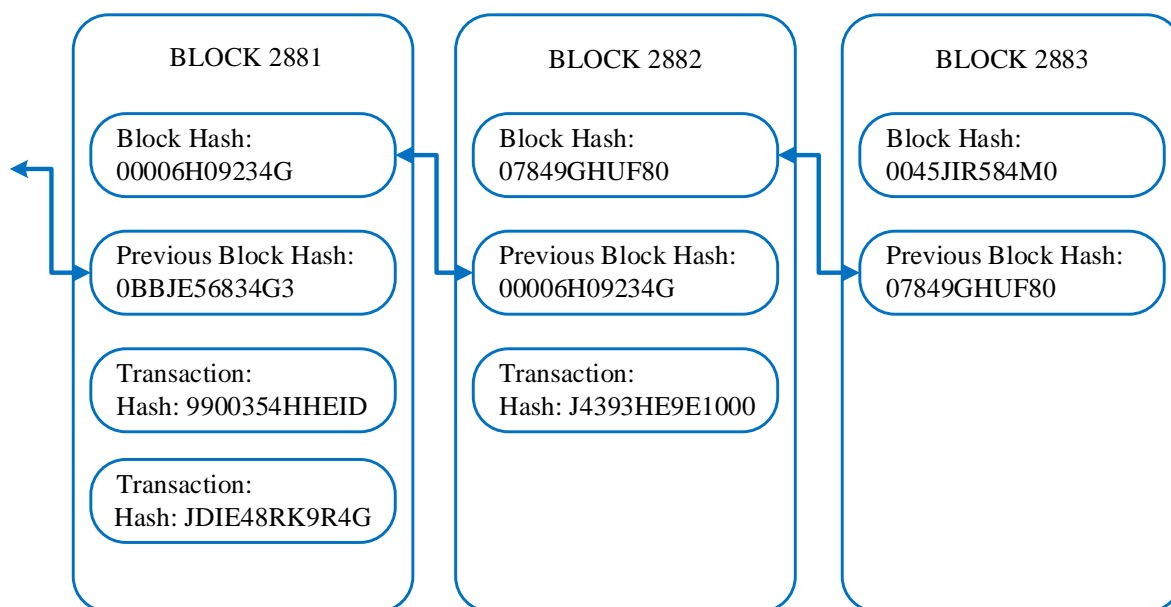 BLOCK 2881
Block Hash:
00006H09234G
Previous Block Hash:
0BBJE56834G3
Transaction:
Hash: 9900354HHEID
Transaction:
Hash: JDIE48RK9R4G
BLOCK 2882
Block Hash:
07849GHUF80
Previous Block Hash:
00006H09234G
Transaction:
Hash: J4393HE9E1000
BLOCK 2883
Block Hash:
0045JIR584M0
Previous Block Hash:
07849GHUF80